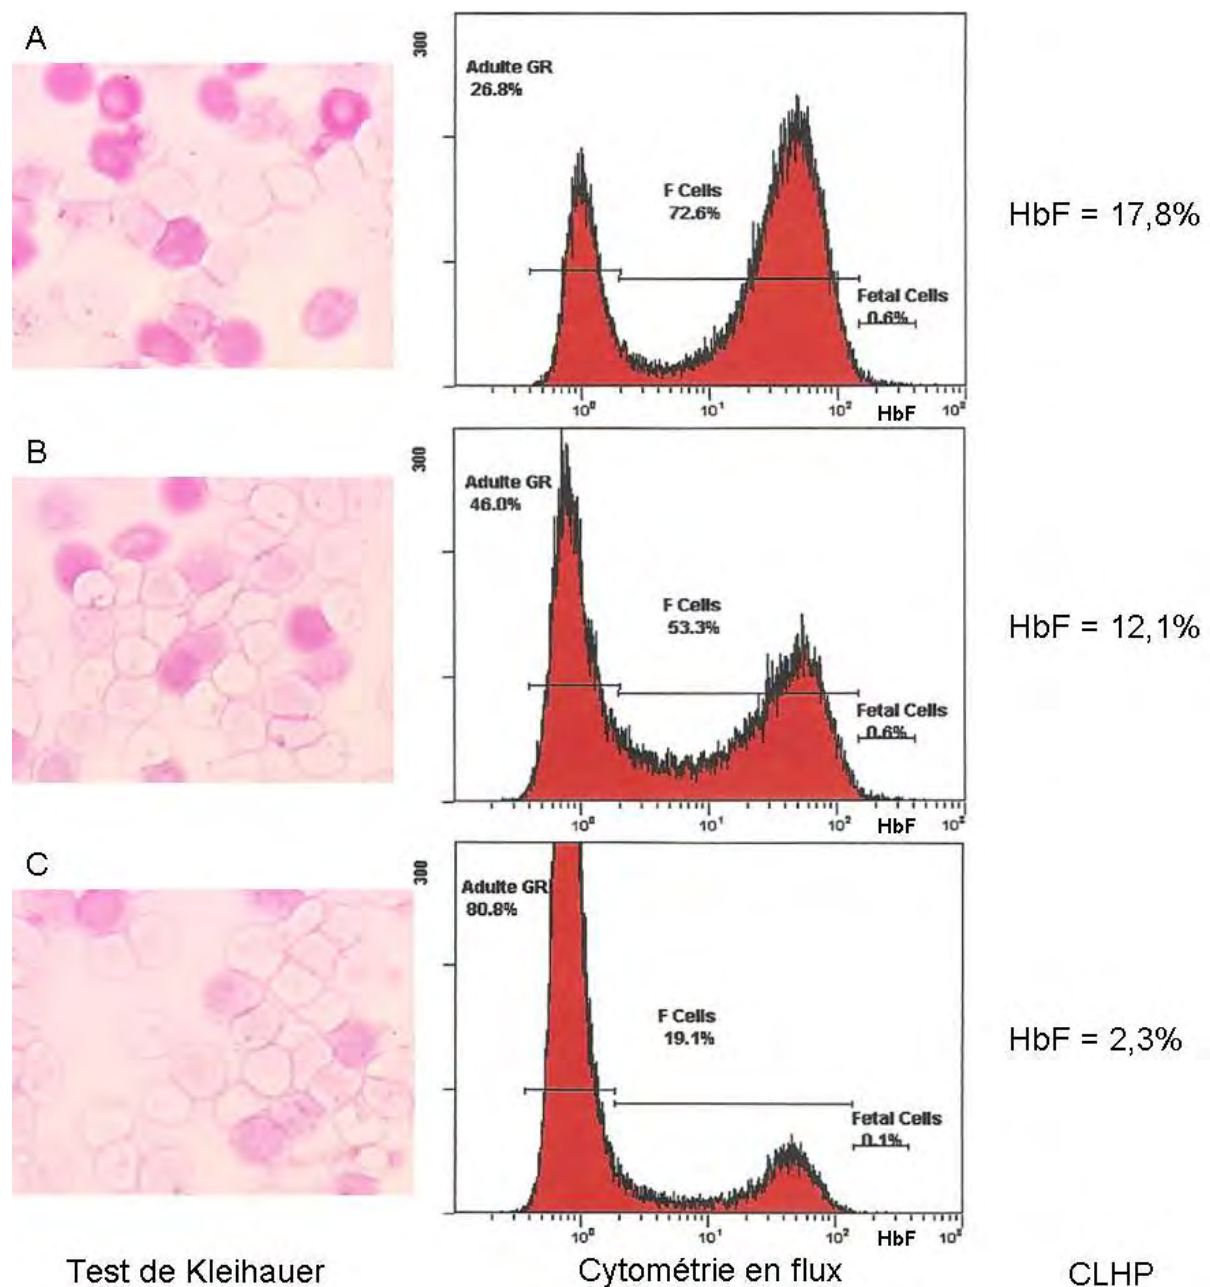 A
300
Adulte GR
26.8%
F Cells
72.6%
Fetal Cells
0.6%
10⁰ 10¹ 10² HbF 10³
HbF = 17,8%
B
300
Adulte GR
46.0%
F Cells
53.3%
Fetal Cells
0.6%
10⁰ 10¹ 10² HbF 10³
HbF = 12,1%
C
300
Adulte GR
80.8%
F Cells
19.1%
Fetal Cells
0.1%
10⁰ 10¹ 10² HbF 10³
HbF = 2,3%
Test de Kleihauer
Cytométrie en flux
CLHP